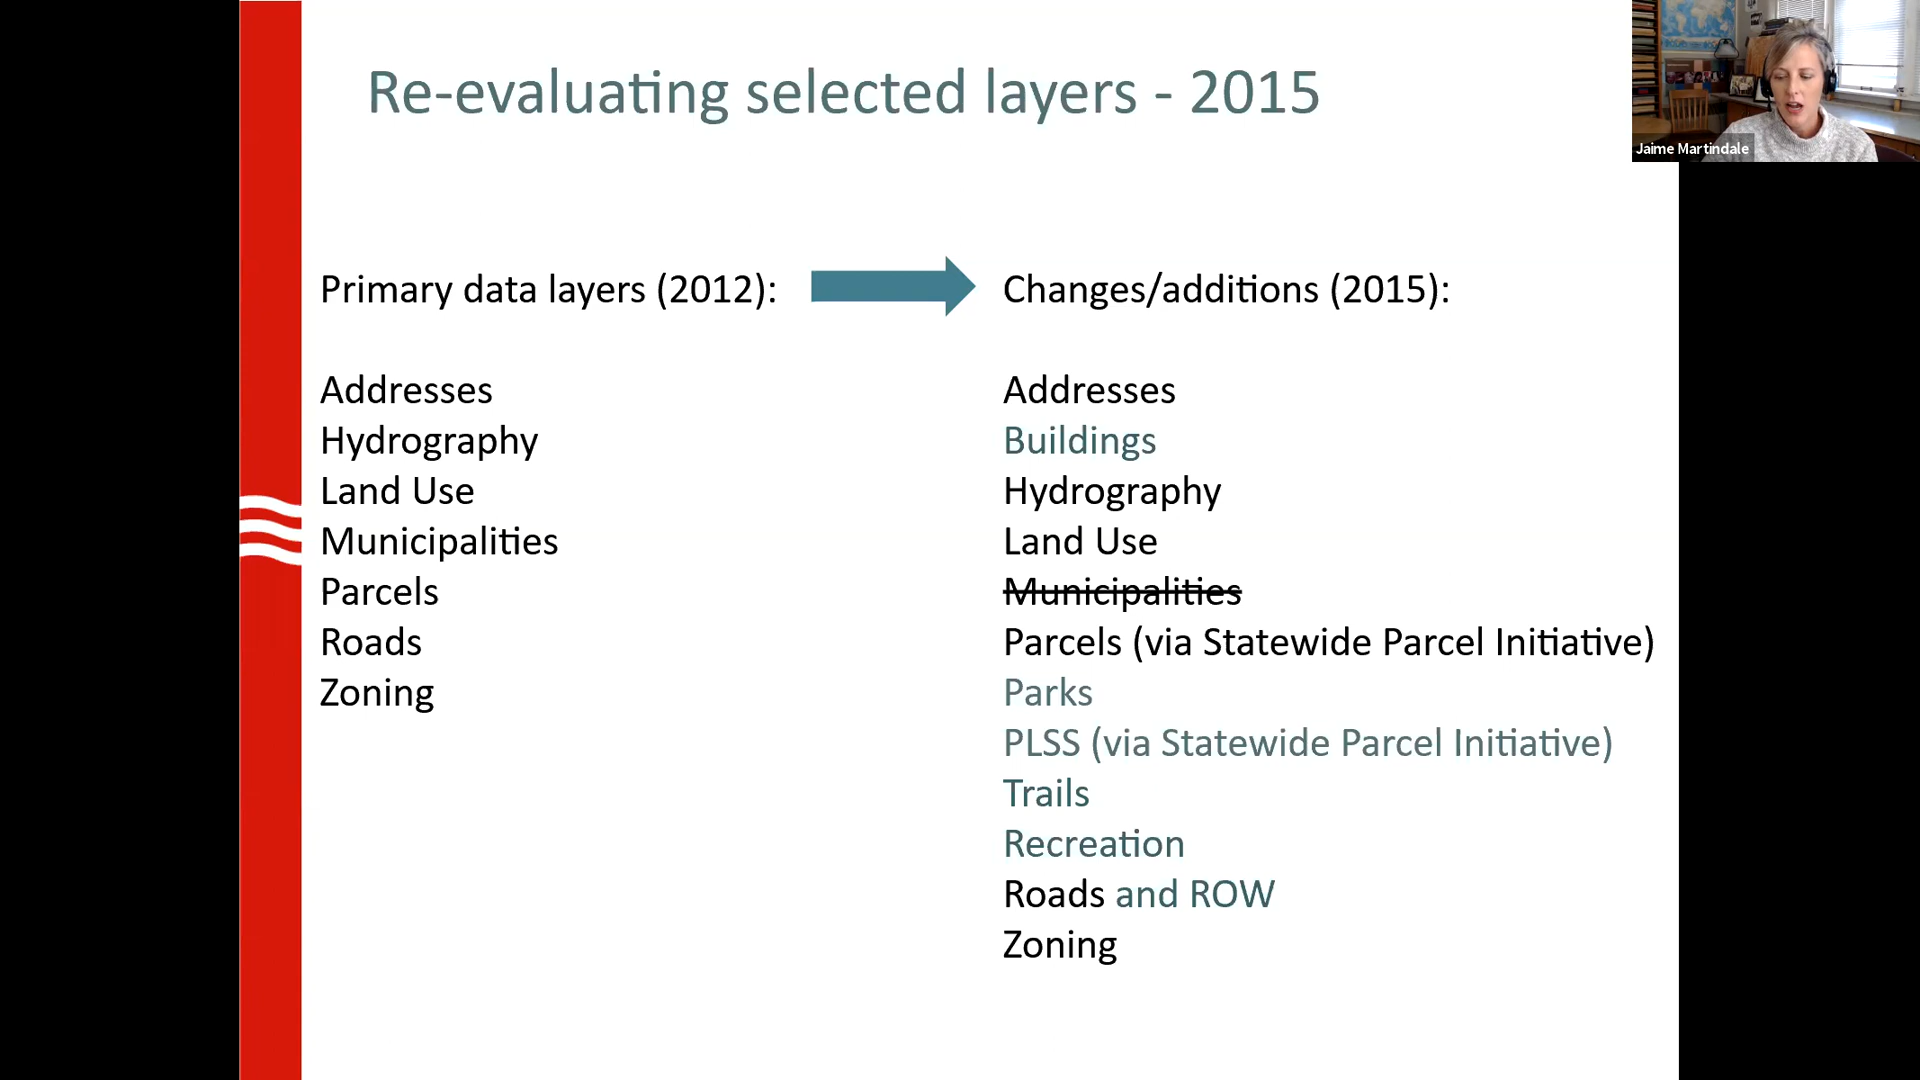 Re-evaluating selected layers - 2015
Jaime Martindale
Primary data layers (2012):
Addresses
Hydrography
Land Use
Municipalities
Parcels
Roads
Zoning
Changes/additions (2015):
Addresses
Buildings
Hydrography
Land Use
Municipalities
Parcels (via Statewide Parcel Initiative)
Parks
PLSS (via Statewide Parcel Initiative)
Trails
Recreation
Roads and ROW
Zoning